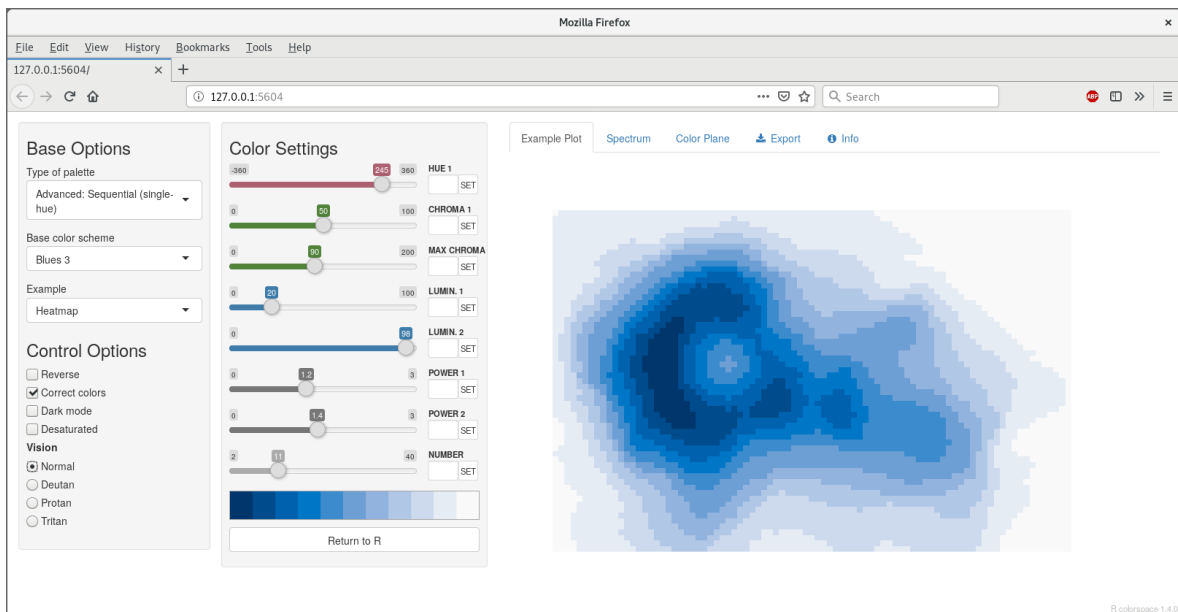 Mozilla Firefox ×
File Edit View History Bookmarks Tools Help
127.0.0.1:5604/ × +
127.0.0.1:5604
Search
ABP
Base Options
Type of palette
Advanced: Sequential (single-
hue)
Base color scheme
Blues 3
Example
Heatmap
Control Options
Reverse
Correct colors
Dark mode
Desaturated
Vision
Normal
Deutan
Protan
Tritan
Color Settings
-360 245 360 HUE 1
SET
0 50 100 CHROMA 1
SET
0 90 200 MAX CHROMA
SET
0 20 100 LUMIN. 1
SET
0 98 LUMIN. 2
SET
0 1.2 3 POWER 1
SET
0 1.4 3 POWER 2
SET
2 11 40 NUMBER
SET
Return to R
Example Plot Spectrum Color Plane Export Info
R colorspace 1.4.0